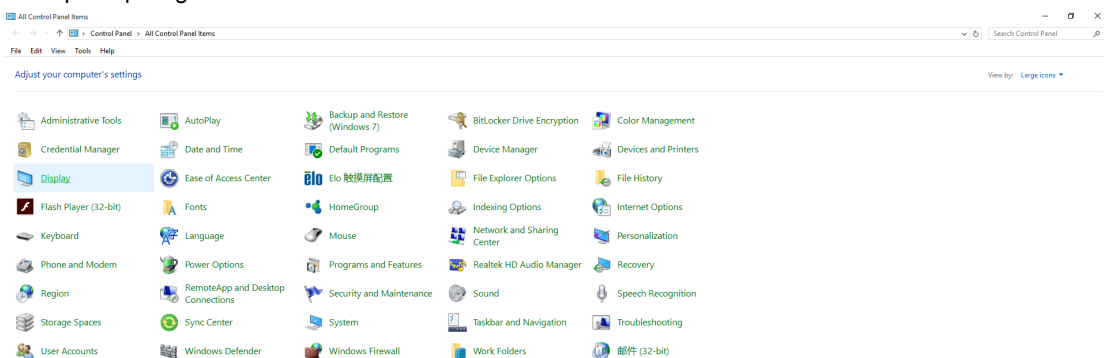 All Control Panel Items
Control Panel > All Control Panel Items
Search Control Panel
File Edit View Tools Help
Adjust your computer's settings
View by: Large icons
Administrative Tools
AutoPlay
Backup and Restore
(Windows 7)
BitLocker Drive Encryption
Color Management
Credential Manager
Date and Time
Default Programs
Device Manager
Devices and Printers
Display
Ease of Access Center
elo
Elo 触摸屏配置
File Explorer Options
File History
Flash Player (32-bit)
Fonts
HomeGroup
Indexing Options
Internet Options
Keyboard
Language
Mouse
Network and Sharing
Center
Personalization
Phone and Modem
Power Options
Programs and Features
Realtek HD Audio Manager
Recovery
Region
RemoteApp and Desktop
Connections
Security and Maintenance
Sound
Speech Recognition
Storage Spaces
Sync Center
System
Taskbar and Navigation
Troubleshooting
User Accounts
Windows Defender
Windows Firewall
Work Folders
邮件 (32-bit)